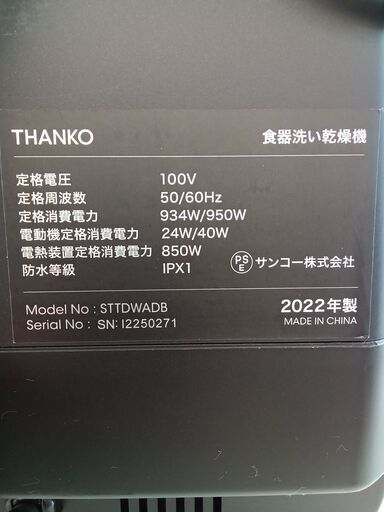 THANKO 食器洗い乾燥機
定格電圧 100V
定格周波数 50/60Hz
定格消費電力 934W/950W
電動機定格消費電力 24W/40W
電熱装置定格消費電力 850W
防水等級 IPX1 PSE サンコー株式会社
Model No : STTDWADB 2022年製
Serial No : SN: I2250271 MADE IN CHINA